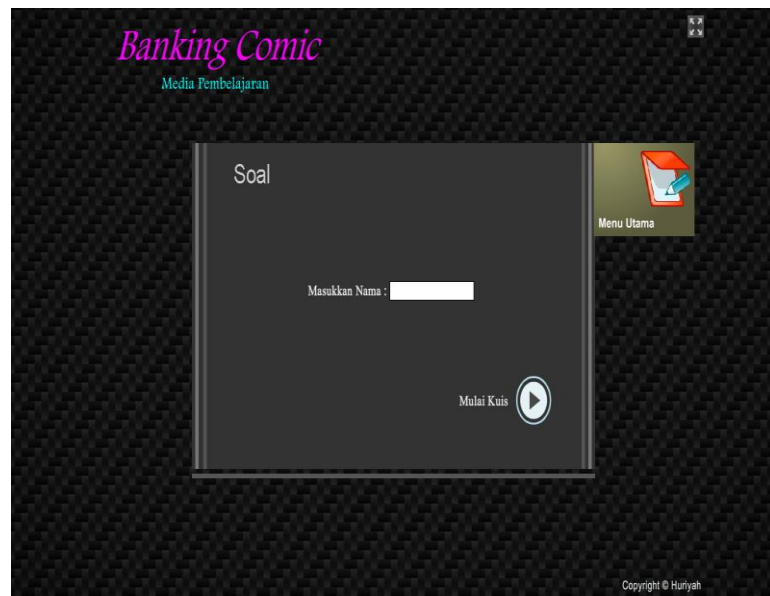 Banking Comic
Media Pembelajaran
Soal
Menu Utama
Masukkan Nama :
Mulai Kuis
Copyright © Huriyah